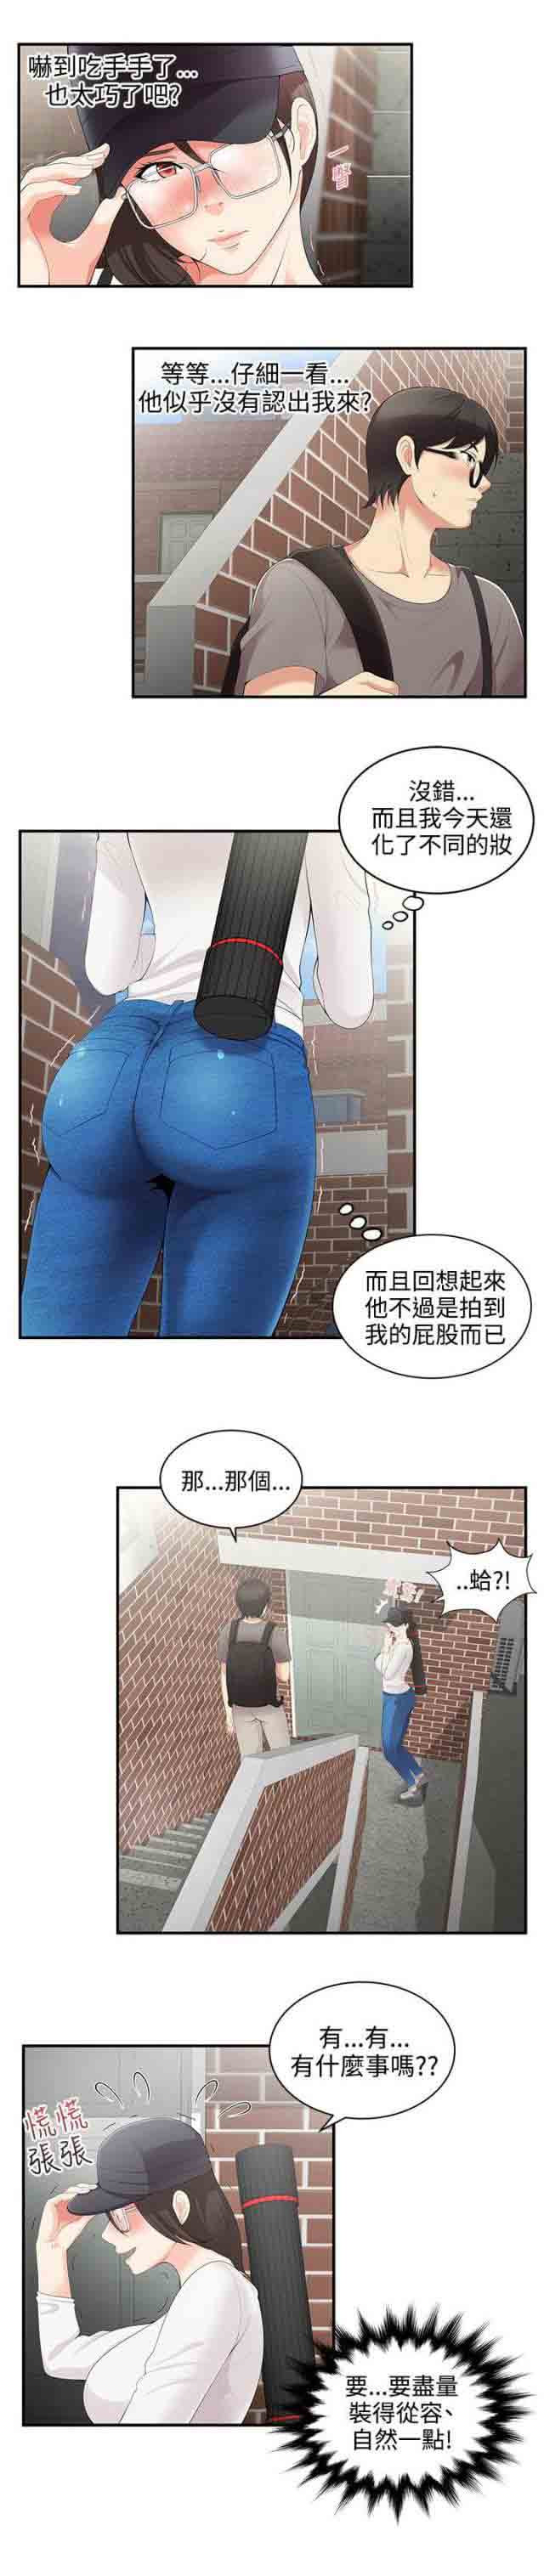 嚇到吃手手了...
也太巧了吧?
瞥
等等...仔細一看...
他似乎沒有認出我來?
沒錯...
而且我今天還
化了不同的妝
而且回想起來
他不過是拍到
我的屁股而已
那...那個...
..蛤?!
有...有...
有什麼事嗎??
慌慌
張張
要...要盡量
裝得從容、
自然一點!